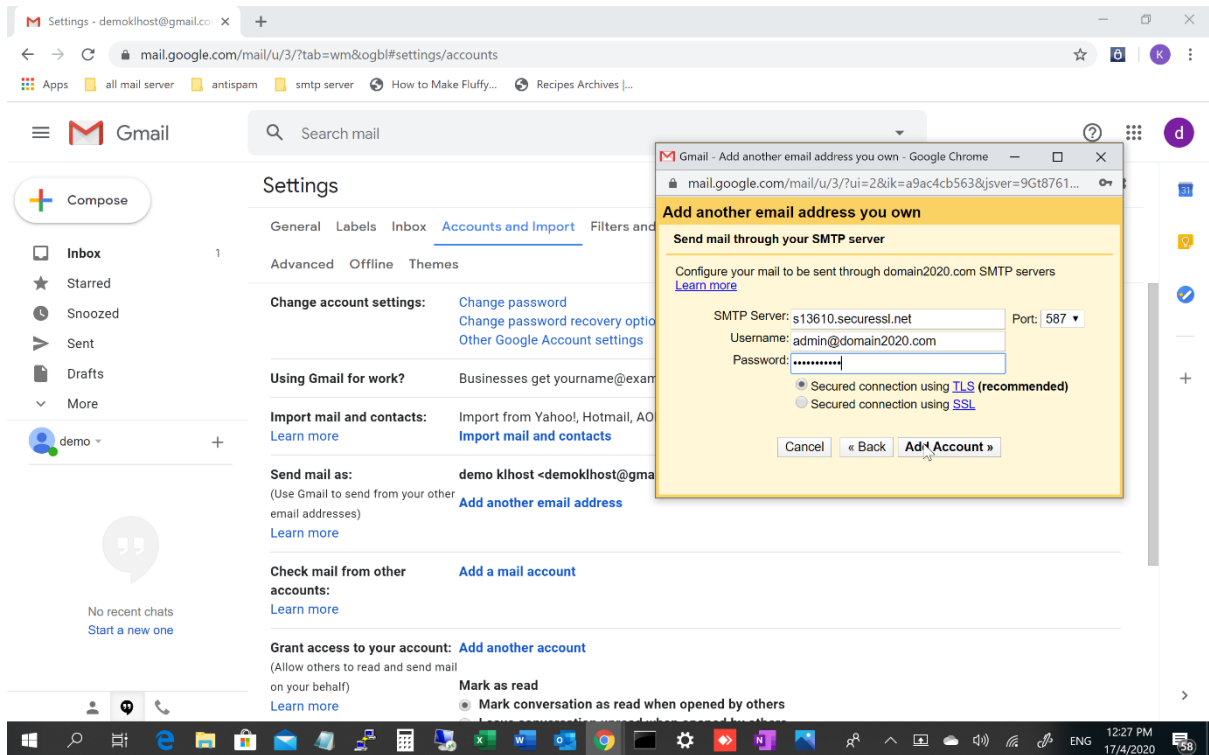 Settings - demoklhost@gmail.co
mail.google.com/mail/u/3/?tab=wm&ogbl#settings/accounts
K
Apps all mail server antispam smtp server How to Make Fluffy... Recipes Archives |...
Gmail
Search mail
d
Compose
Inbox 1
Starred
Snoozed
Sent
Drafts
More
demo
No recent chats
Start a new one
Settings
General Labels Inbox Accounts and Import Filters and
Advanced Offline Themes
Change account settings: Change password
Change password recovery optio
Other Google Account settings
Using Gmail for work? Businesses get yourname@exam
Import mail and contacts: Import from Yahoo!, Hotmail, AO
Learn more Import mail and contacts
Send mail as: demo klhost <demoklhost@gma
(Use Gmail to send from your other
email addresses)
Add another email address
Learn more
Check mail from other
accounts:
Add a mail account
Learn more
Grant access to your account: Add another account
(Allow others to read and send mail
on your behalf)
Mark as read
Learn more Mark conversation as read when opened by others
Leave conversation unread when opened by others
Gmail - Add another email address you own - Google Chrome
mail.google.com/mail/u/3/?ui=2&ik=a9ac4cb563&jsver=9Gt8761...
Add another email address you own
Send mail through your SMTP server
Configure your mail to be sent through domain2020.com SMTP servers
Learn more
SMTP Server: s13610.securessl.net Port: 587
Username: admin@domain2020.com
Password: •••••••••••
Secured connection using TLS (recommended)
Secured connection using SSL
Cancel « Back Add Account »
31
ENG
12:27 PM
17/4/2020
58